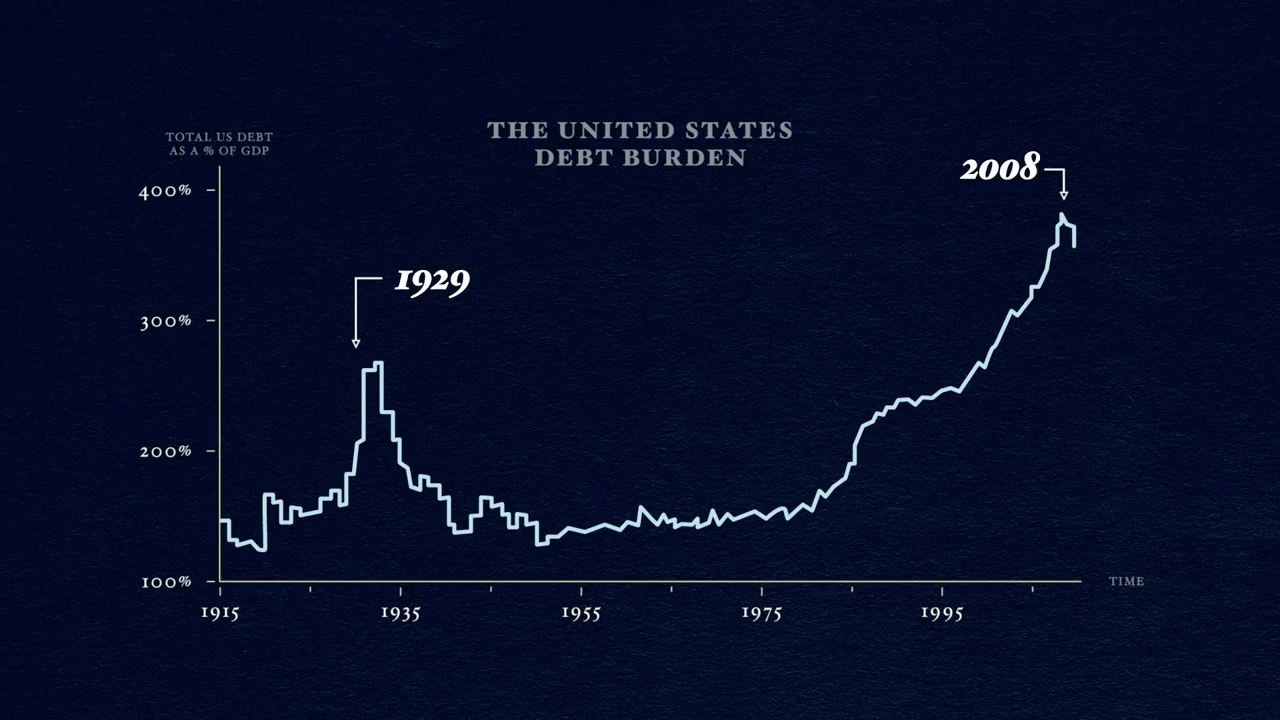 THE UNITED STATES
DEBT BURDEN
TOTAL US DEBT
AS A % OF GDP
2008
400%
1929
300%
200%
100%
TIME
1915
1935
1955
1975
1995